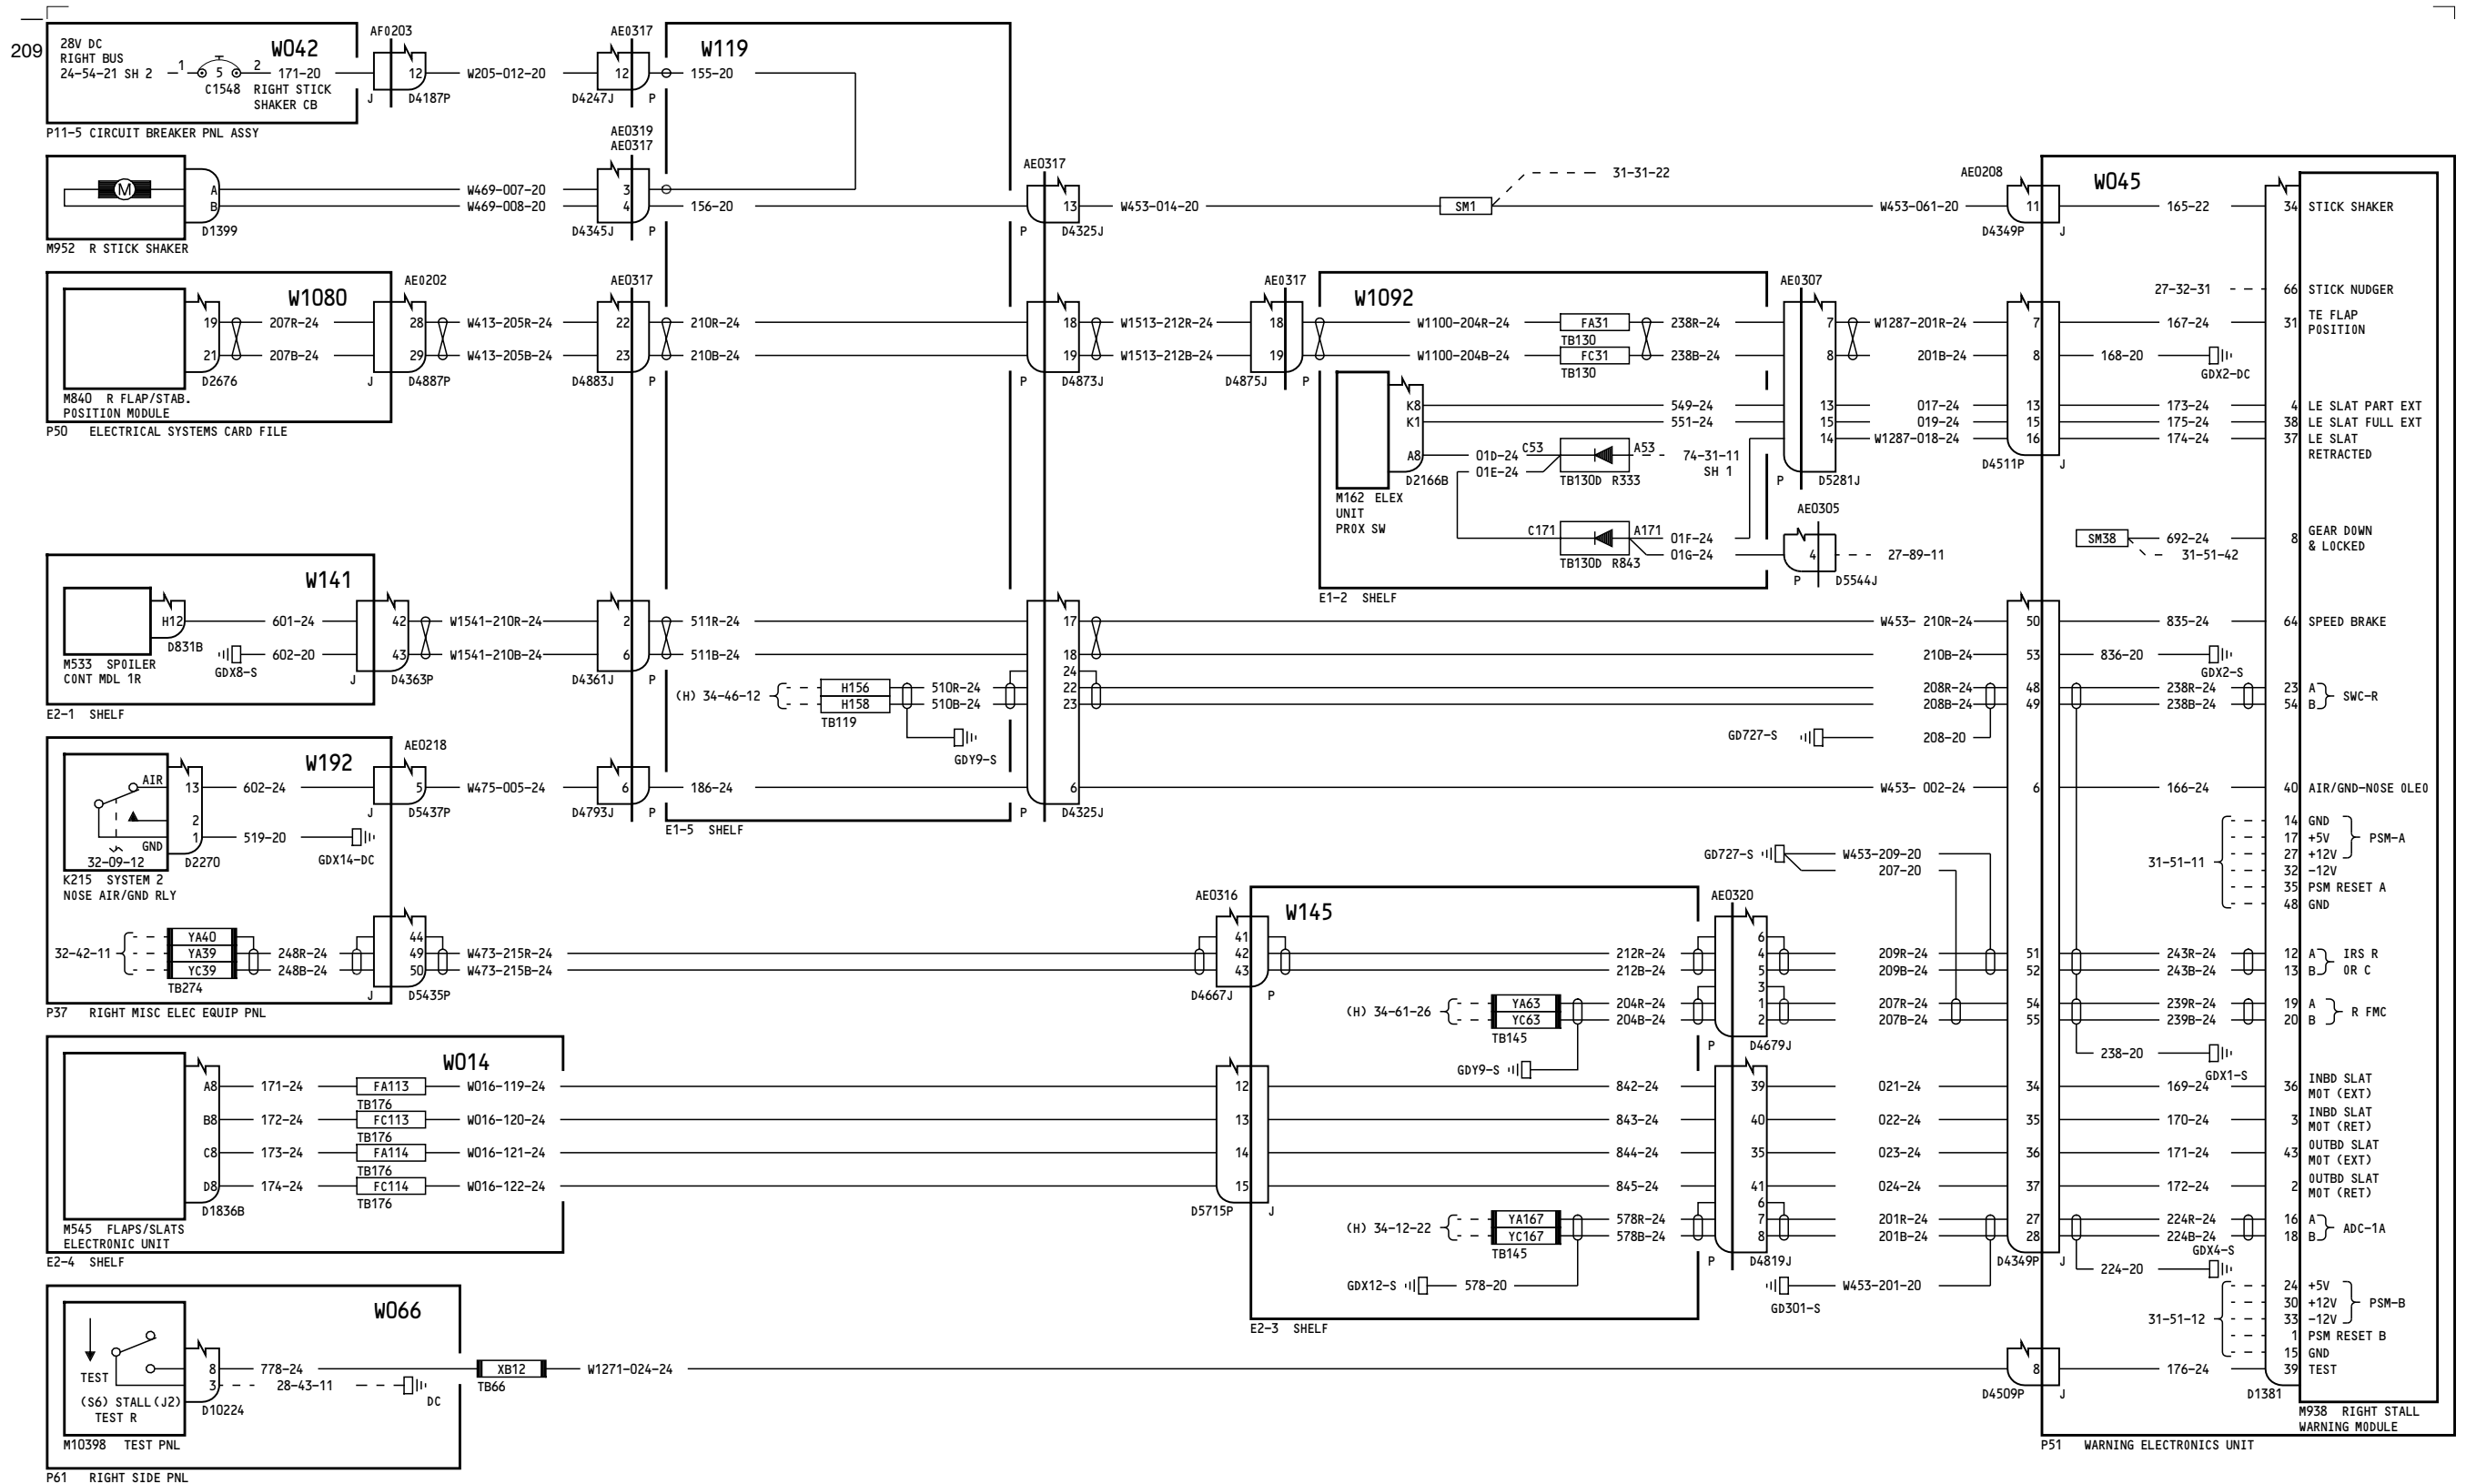 209
28V DC
RIGHT BUS
24-54-21 SH 2
1
5
2
C1548
W042
171-20
RIGHT STICK
SHAKER CB
P11-5 CIRCUIT BREAKER PNL ASSY
AF0203
12
J
D4187P
W205-012-20
AE0317
12
D4247J
P
W119
155-20
M
A
B
D1399
M952 R STICK SHAKER
W469-007-20
W469-008-20
AE0319
AE0317
3
4
D4345J
P
156-20
AE0317
13
P
D4325J
W453-014-20
SM1
31-31-22
W453-061-20
AE0208
11
D4349P
J
W045
165-22
34 STICK SHAKER
W1080
19
21
D2676
207R-24
207B-24
M840 R FLAP/STAB.
POSITION MODULE
P50 ELECTRICAL SYSTEMS CARD FILE
AE0202
28
29
J
D4887P
W413-205R-24
W413-205B-24
AE0317
22
23
D4883J
P
210R-24
210B-24
18
19
P
D4873J
W1513-212R-24
W1513-212B-24
AE0317
18
19
D4875J
P
W1092
W1100-204R-24
W1100-204B-24
FA31
TB130
FC31
TB130
238R-24
238B-24
AE0307
7
8
13
15
14
P
D5281J
W1287-201R-24
201B-24
017-24
019-24
W1287-018-24
7
8
13
15
16
D4511P
J
27-32-31
66 STICK NUDGER
167-24
31 TE FLAP
POSITION
168-20
GDX2-DC
173-24
4 LE SLAT PART EXT
175-24
38 LE SLAT FULL EXT
174-24
37 LE SLAT
RETRACTED
K8
K1
A8
D2166B
549-24
551-24
01D-24
01E-24
C53
A53
TB130D R333
74-31-11
SH 1
M162 ELEX
UNIT
PROX SW
C171
A171
TB130D R843
01F-24
01G-24
E1-2 SHELF
AE0305
4
P
D5544J
27-89-11
SM38
692-24
31-51-42
8 GEAR DOWN
& LOCKED
W141
H12
D831B
601-24
602-20
GDX8-S
M533 SPOILER
CONT MDL 1R
E2-1 SHELF
42
43
J
D4363P
W1541-210R-24
W1541-210B-24
2
6
D4361J
P
511R-24
511B-24
(H) 34-46-12
H156
H158
TB119
510R-24
510B-24
GDY9-S
17
18
24
22
23
6
P
D4325J
W453- 210R-24
210B-24
208R-24
208B-24
GD727-S
208-20
W453- 002-24
50
53
48
49
6
835-24
64 SPEED BRAKE
836-20
GDX2-S
238R-24
238B-24
23 A
54 B
SWC-R
166-24
40 AIR/GND-NOSE OLEO
W192
AIR
GND
32-09-12
13
2
1
D2270
602-24
519-20
GDX14-DC
K215 SYSTEM 2
NOSE AIR/GND RLY
AE0218
5
D5437P
W475-005-24
6
D4793J
P
186-24
E1-5 SHELF
31-51-11
14 GND
17 +5V
27 +12V
32 -12V
35 PSM RESET A
48 GND
PSM-A
GD727-S
W453-209-20
207-20
32-42-11
YA40
YA39
YC39
TB274
248R-24
248B-24
44
49
50
J
D5435P
P37 RIGHT MISC ELEC EQUIP PNL
W473-215R-24
W473-215B-24
AE0316
41
42
43
D4667J
P
W145
212R-24
212B-24
(H) 34-61-26
YA63
YC63
TB145
204R-24
204B-24
GDY9-S
AE0320
6
4
5
3
1
2
P
D4679J
209R-24
209B-24
207R-24
207B-24
51
52
54
55
243R-24
243B-24
12 A
13 B
IRS R
OR C
239R-24
239B-24
19 A
20 B
R FMC
238-20
GDX1-S
W014
A8
B8
C8
D8
D1836B
171-24
172-24
173-24
174-24
FA113
TB176
FC113
TB176
FA114
TB176
FC114
TB176
W016-119-24
W016-120-24
W016-121-24
W016-122-24
M545 FLAPS/SLATS
ELECTRONIC UNIT
E2-4 SHELF
12
13
14
15
D5715P
J
842-24
843-24
844-24
845-24
(H) 34-12-22
YA167
YC167
TB145
578R-24
578B-24
GDX12-S
578-20
E2-3 SHELF
39
40
35
41
6
7
8
P
D4819J
021-24
022-24
023-24
024-24
201R-24
201B-24
GD301-S
W453-201-20
34
35
36
37
27
28
D4349P
J
169-24
36 INBD SLAT
MOT (EXT)
170-24
3 INBD SLAT
MOT (RET)
171-24
43 OUTBD SLAT
MOT (EXT)
172-24
2 OUTBD SLAT
MOT (RET)
224R-24
224B-24
16 A
18 B
ADC-1A
GDX4-S
224-20
31-51-12
24 +5V
30 +12V
33 -12V
1 PSM RESET B
15 GND
PSM-B
W066
TEST
(S6) STALL(J2)
TEST R
8
3
D10224
778-24
28-43-11
DC
M10398 TEST PNL
P61 RIGHT SIDE PNL
XB12
TB66
W1271-024-24
8
D4509P
J
176-24
39 TEST
D1381
M938 RIGHT STALL
WARNING MODULE
P51 WARNING ELECTRONICS UNIT